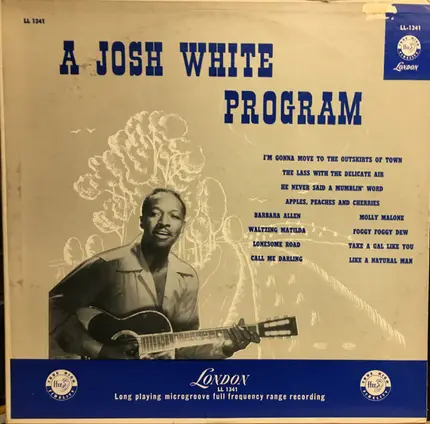 LL 1341
LL-1341
ffrr
LONDON
A JOSH WHITE
PROGRAM
I'M GONNA MOVE TO THE OUTSKIRTS OF TOWN
THE LASS WITH THE DELICATE AIR
HE NEVER SAID A MUMBLIN' WORD
APPLES, PEACHES AND CHERRIES
BARBARA ALLEN MOLLY MALONE
WALTZING MATILDA FOGGY FOGGY DEW
LONESOME ROAD TAKE A GAL LIKE YOU
CALL ME DARLING LIKE A NATURAL MAN
ffrr
LONDON
LL 1341
Long playing microgroove full frequency range recording
ffrr